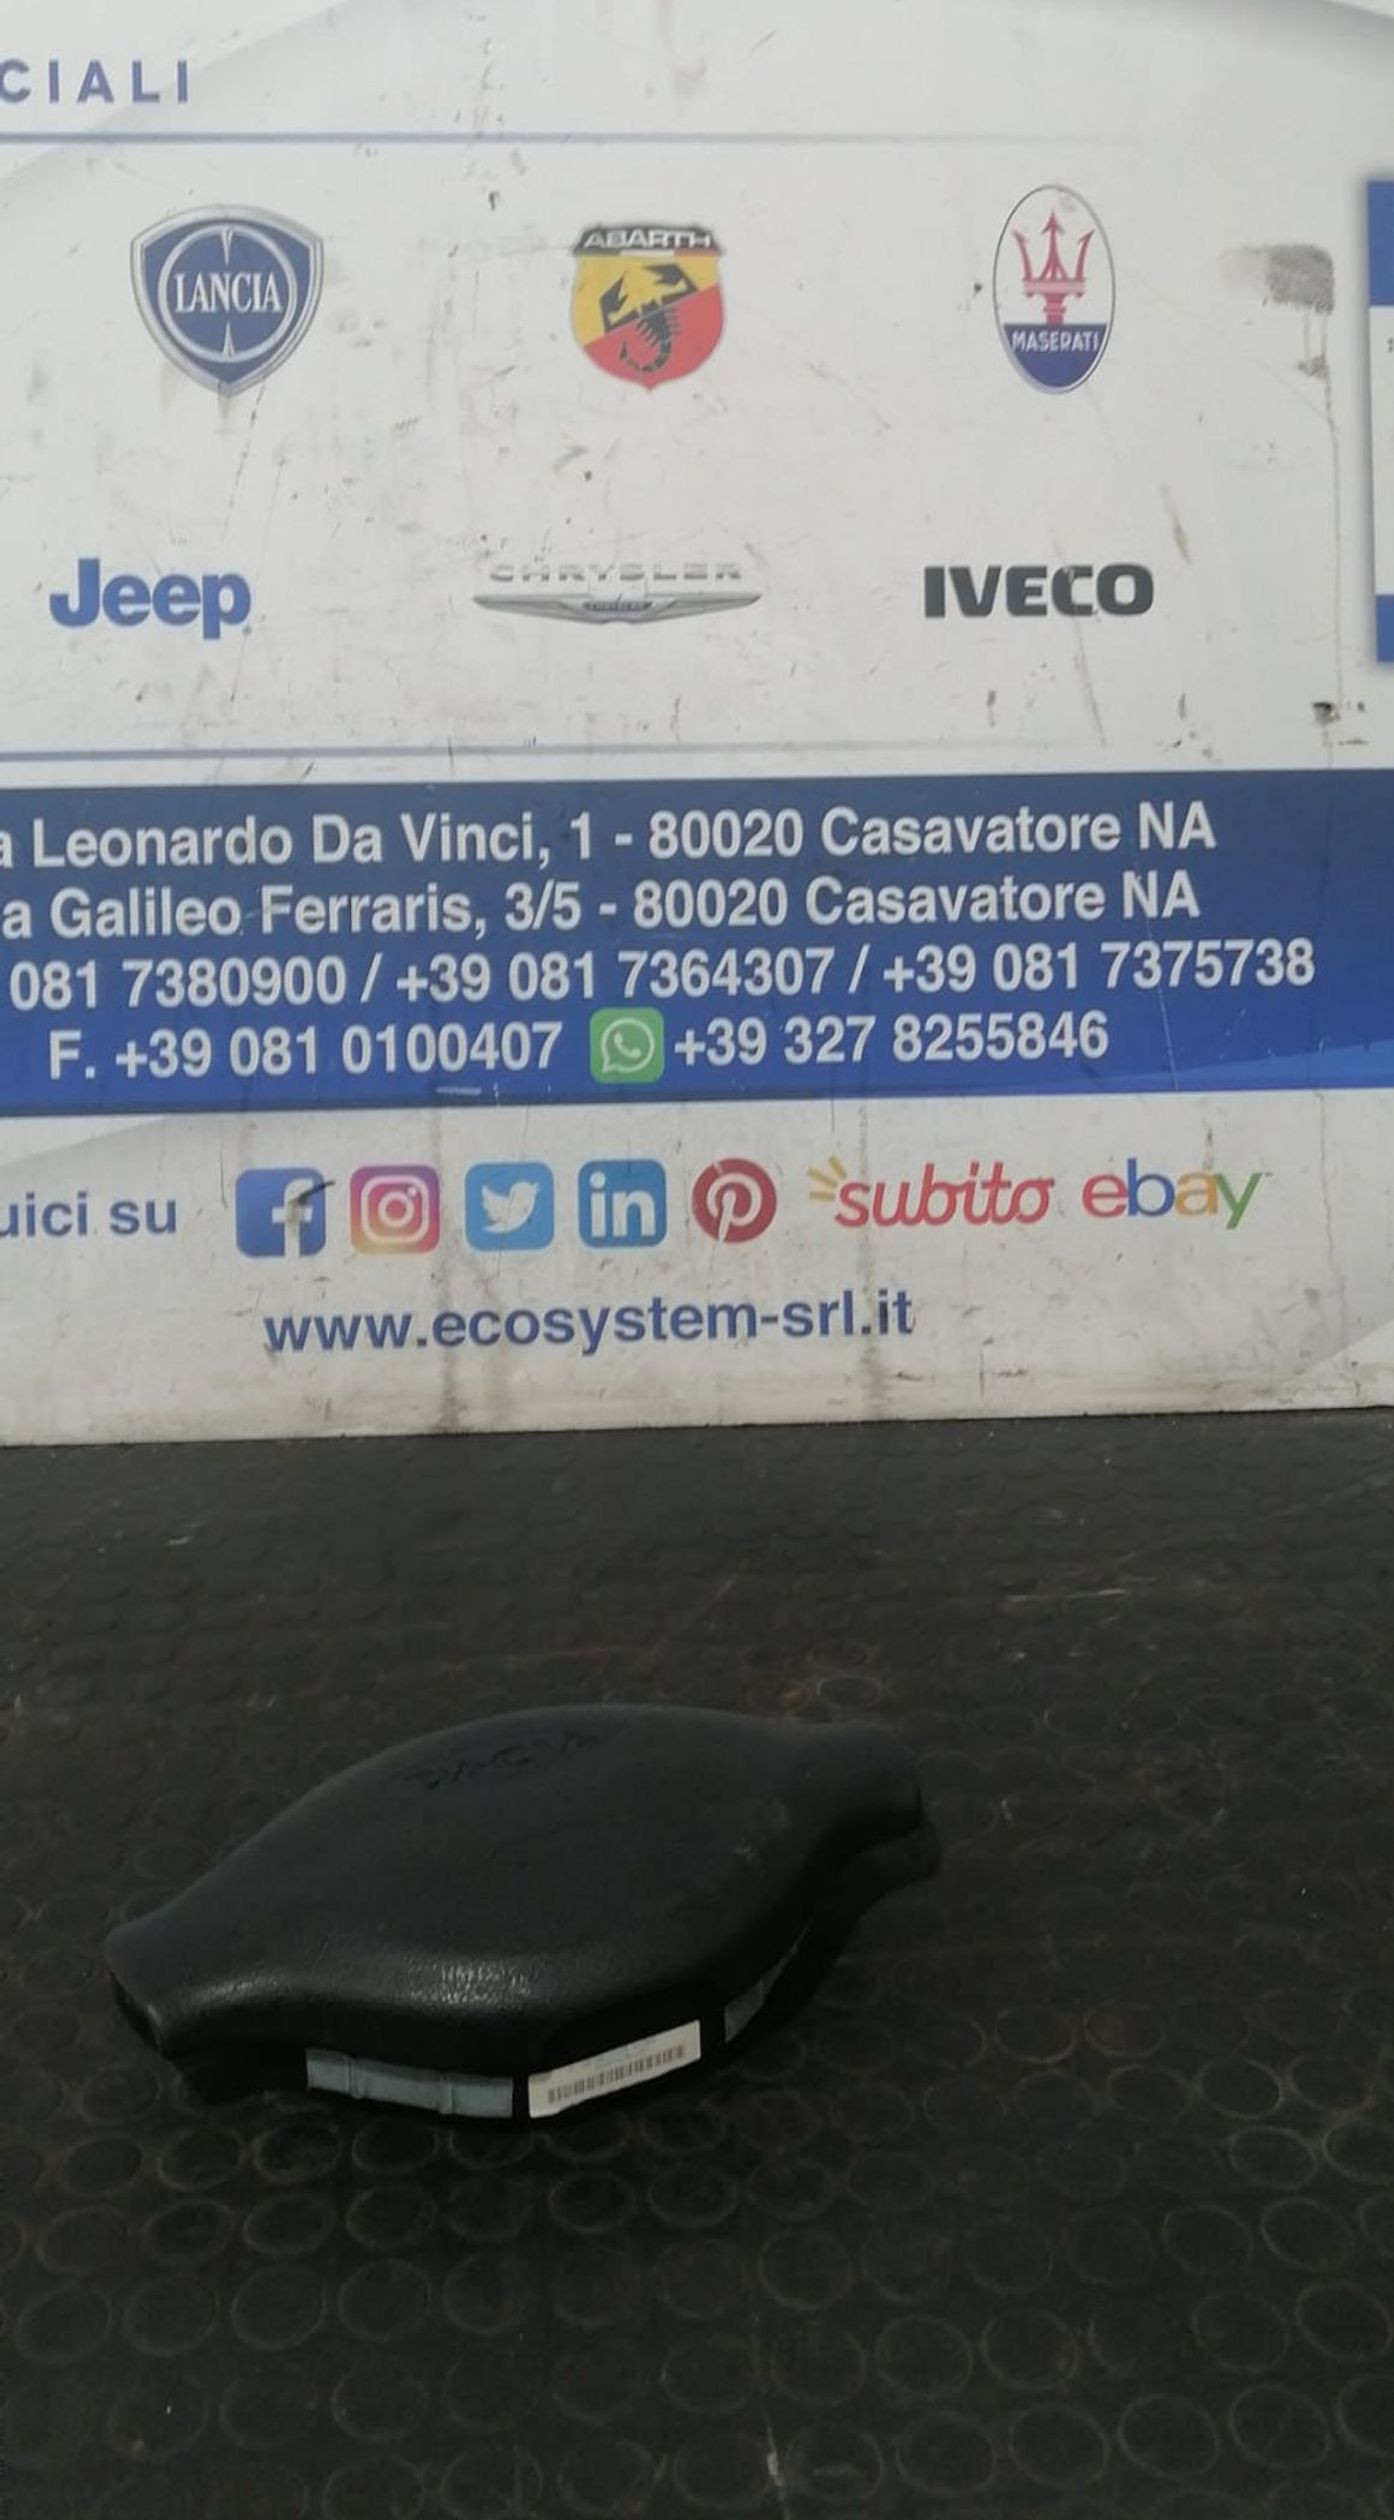 CIALI
LANCIA
ABARTH
MASERATI
Jeep
CHRYSLER
IVECO
a Leonardo Da Vinci, 1 - 80020 Casavatore NA
a Galileo Ferraris, 3/5 - 80020 Casavatore NA
081 7380900 / +39 081 7364307 / +39 081 7375738
F. +39 081 0100407 +39 327 8255846
uici su f in subito ebay
www.ecosystem-srl.it